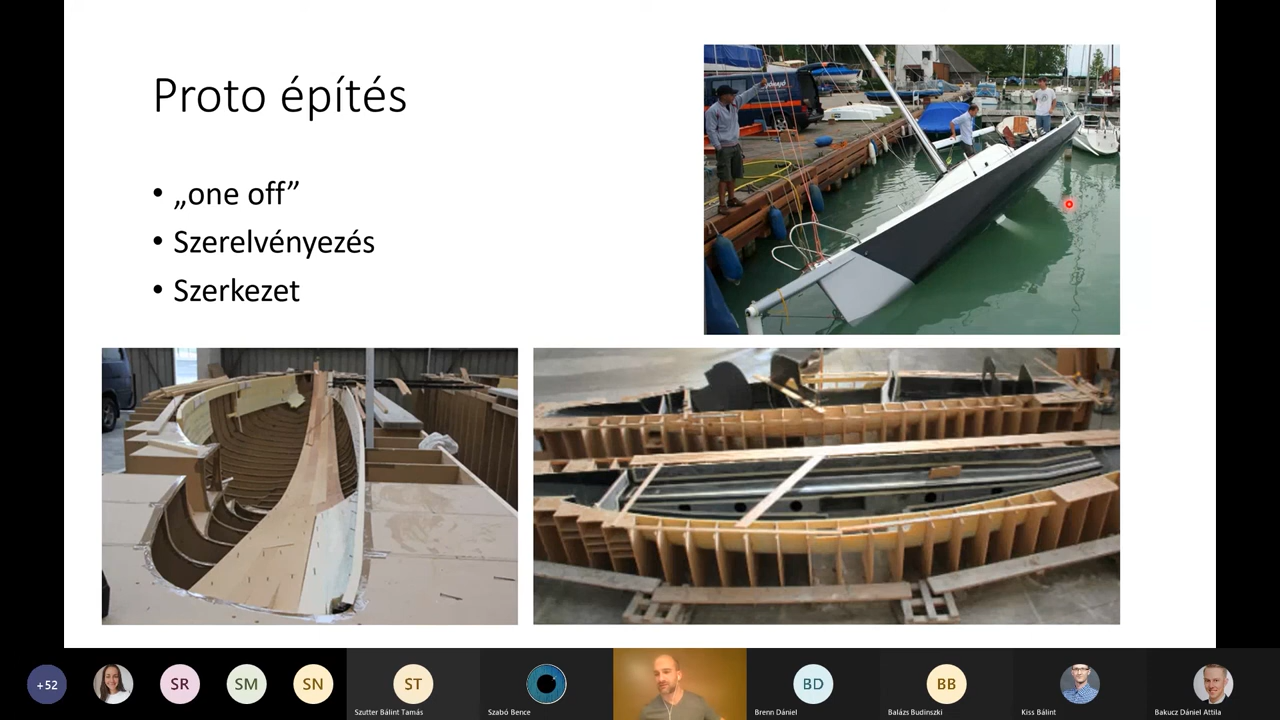 Proto építés
• „one off”
• Szerelvényezés
• Szerkezet
+52
SR
SM
SN
ST
BD
BB
Szutter Bálint Tamás
Szabó Bence
Brenn Dániel
Balázs Budinszki
Kiss Bálint
Bakucz Dániel Attila